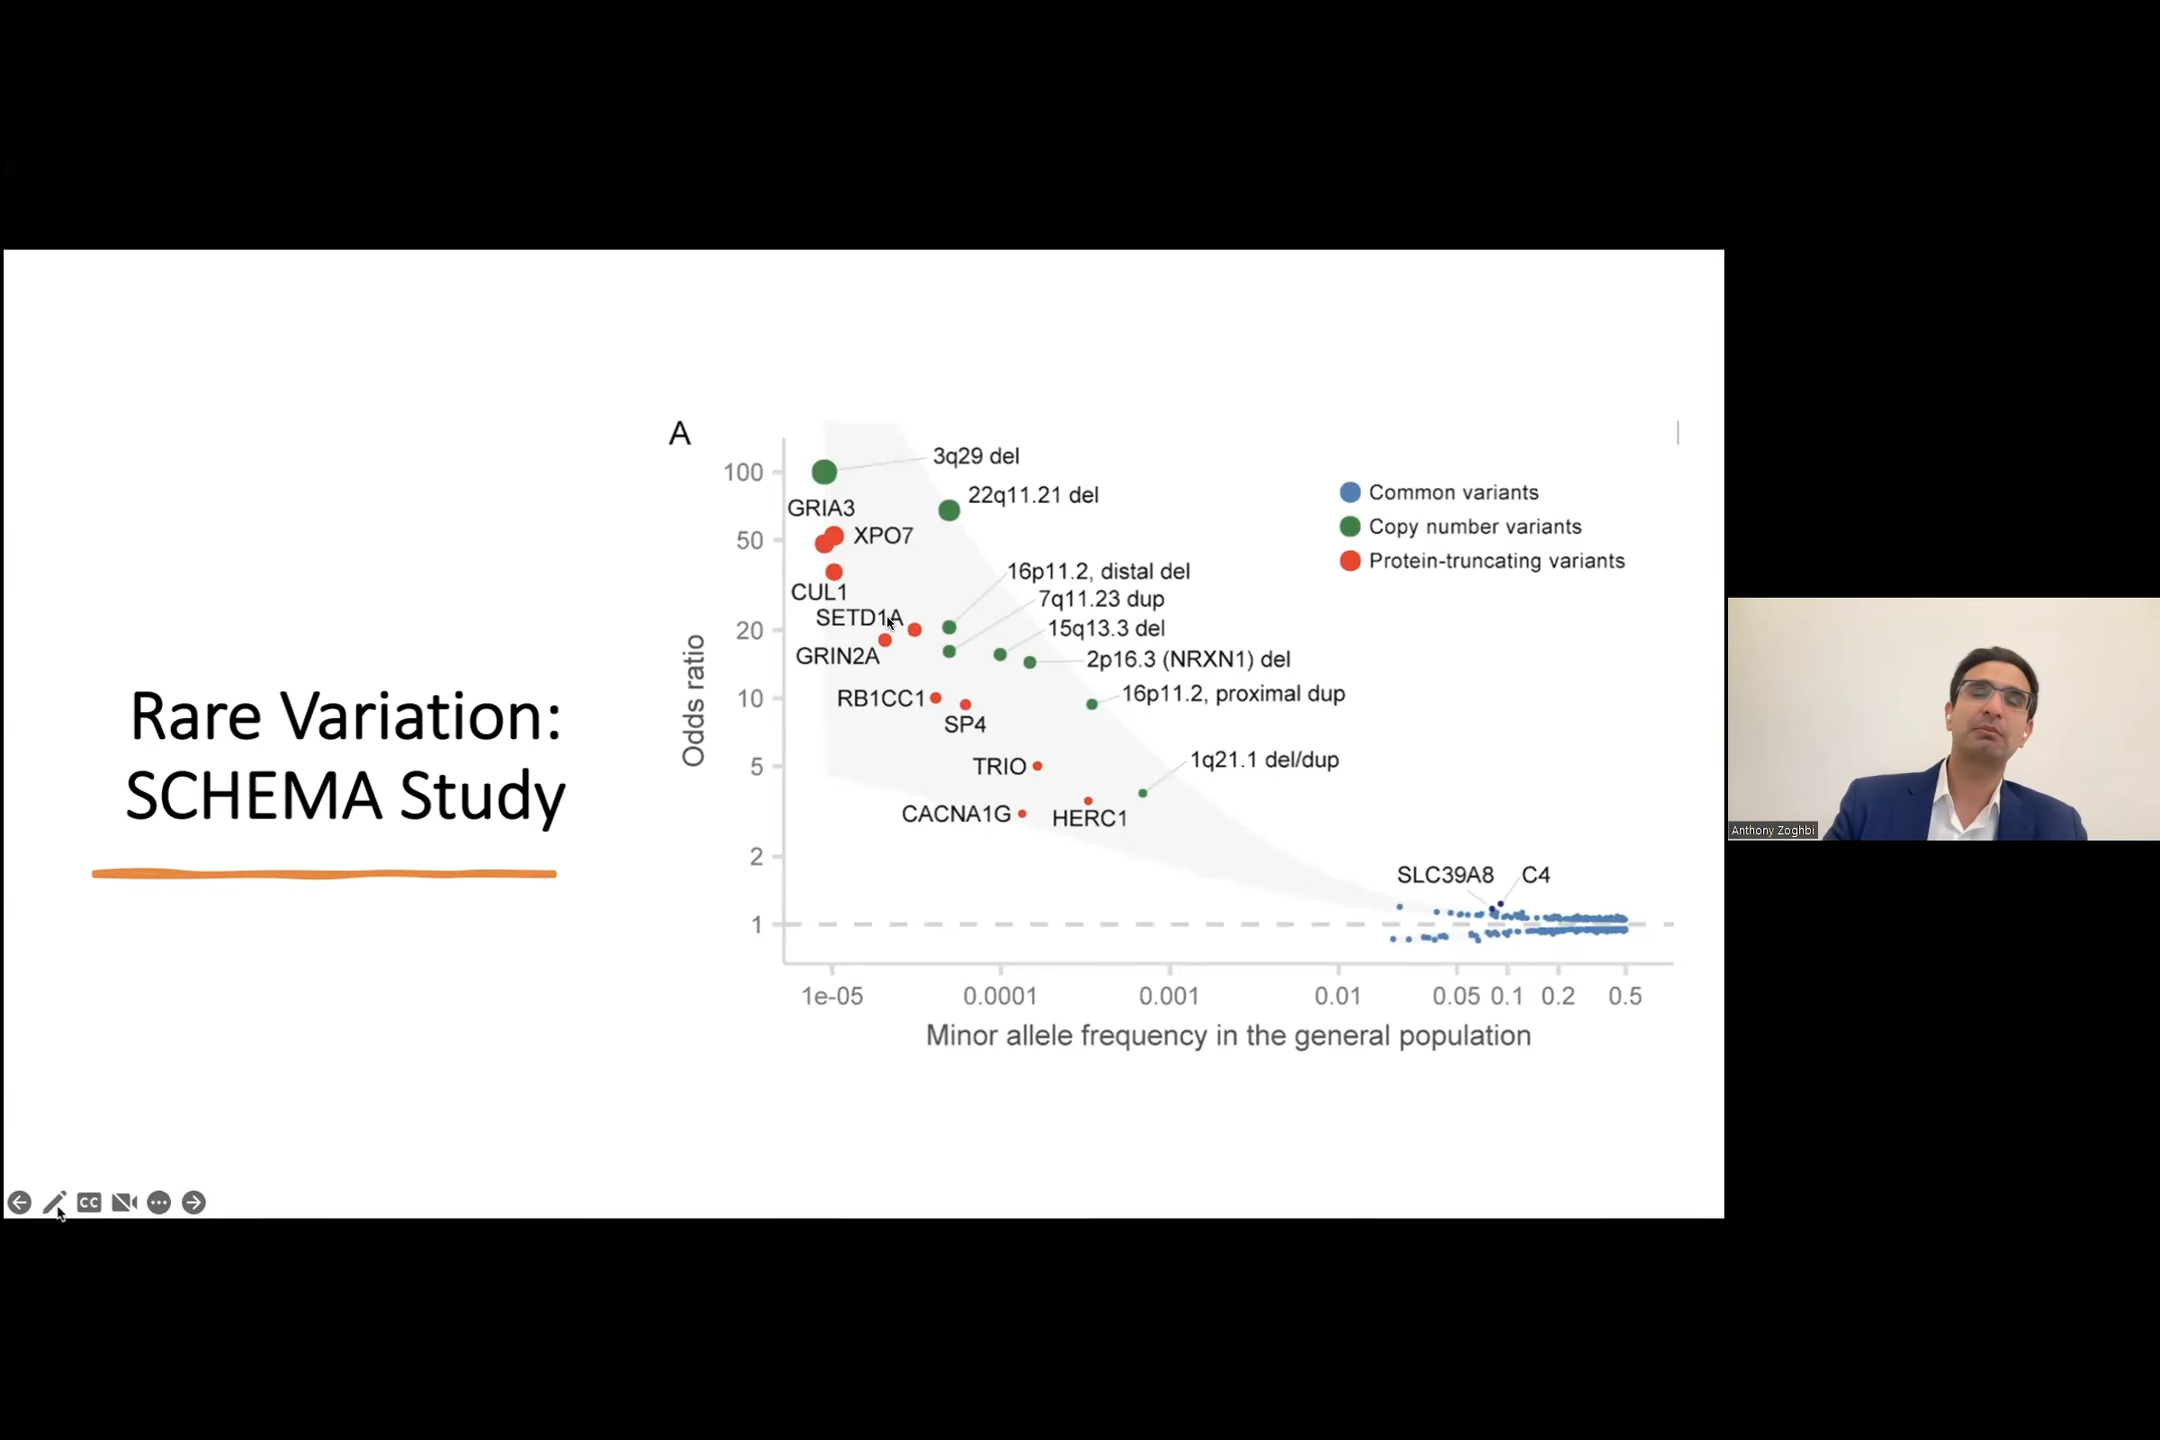 Rare Variation:
SCHEMA Study
A
3q29 del
22q11.21 del
GRIA3
XPO7
CUL1
SETD1A
GRIN2A
16p11.2, distal del
7q11.23 dup
15q13.3 del
2p16.3 (NRXN1) del
RB1CC1
16p11.2, proximal dup
SP4
TRIO
1q21.1 del/dup
CACNA1G
HERC1
SLC39A8
C4
Common variants
Copy number variants
Protein-truncating variants
Odds ratio
100
50
20
10
5
2
1
1e-05
0.0001
0.001
0.01
0.05
0.1
0.2
0.5
Minor allele frequency in the general population
CC
Anthony Zoghbi